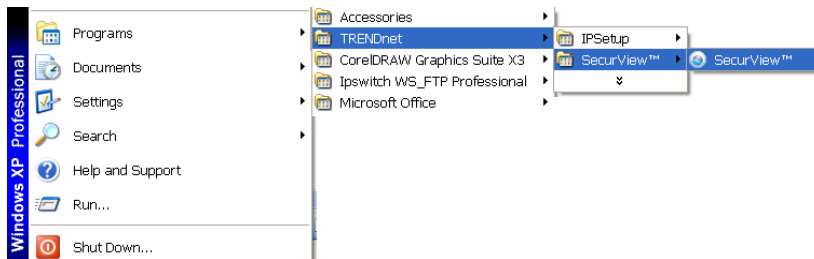 Windows XP Professional
Programs
Documents
Settings
Search
Help and Support
Run...
Shut Down...
Accessories
TRENDnet
CorelDRAW Graphics Suite X3
Ipswitch WS_FTP Professional
Microsoft Office
IPSetup
SecurView™
SecurView™